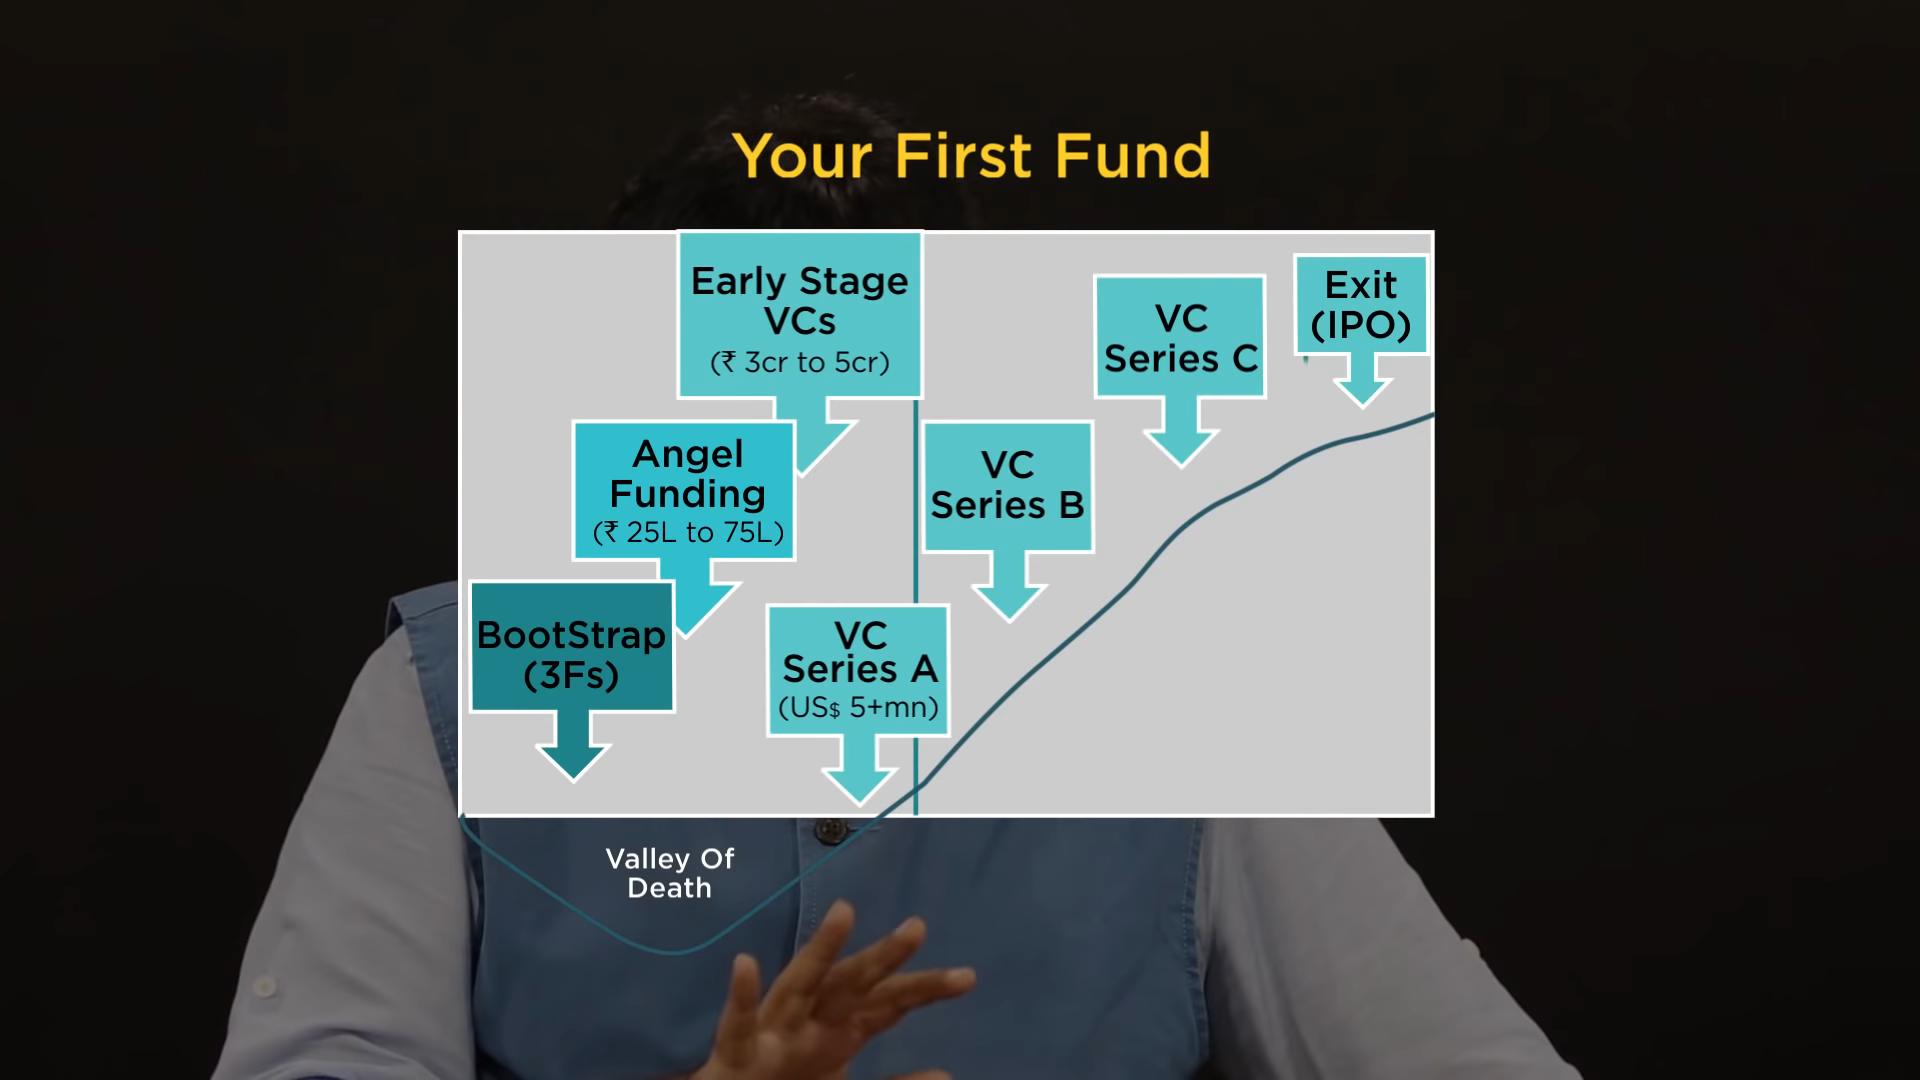 Your First Fund
Early Stage
VCs
(₹ 3cr to 5cr)
Exit
(IPO)
VC
Series C
Angel
Funding
(₹ 25L to 75L)
VC
Series B
BootStrap
(3Fs)
VC
Series A
(US$ 5+mn)
Valley Of
Death